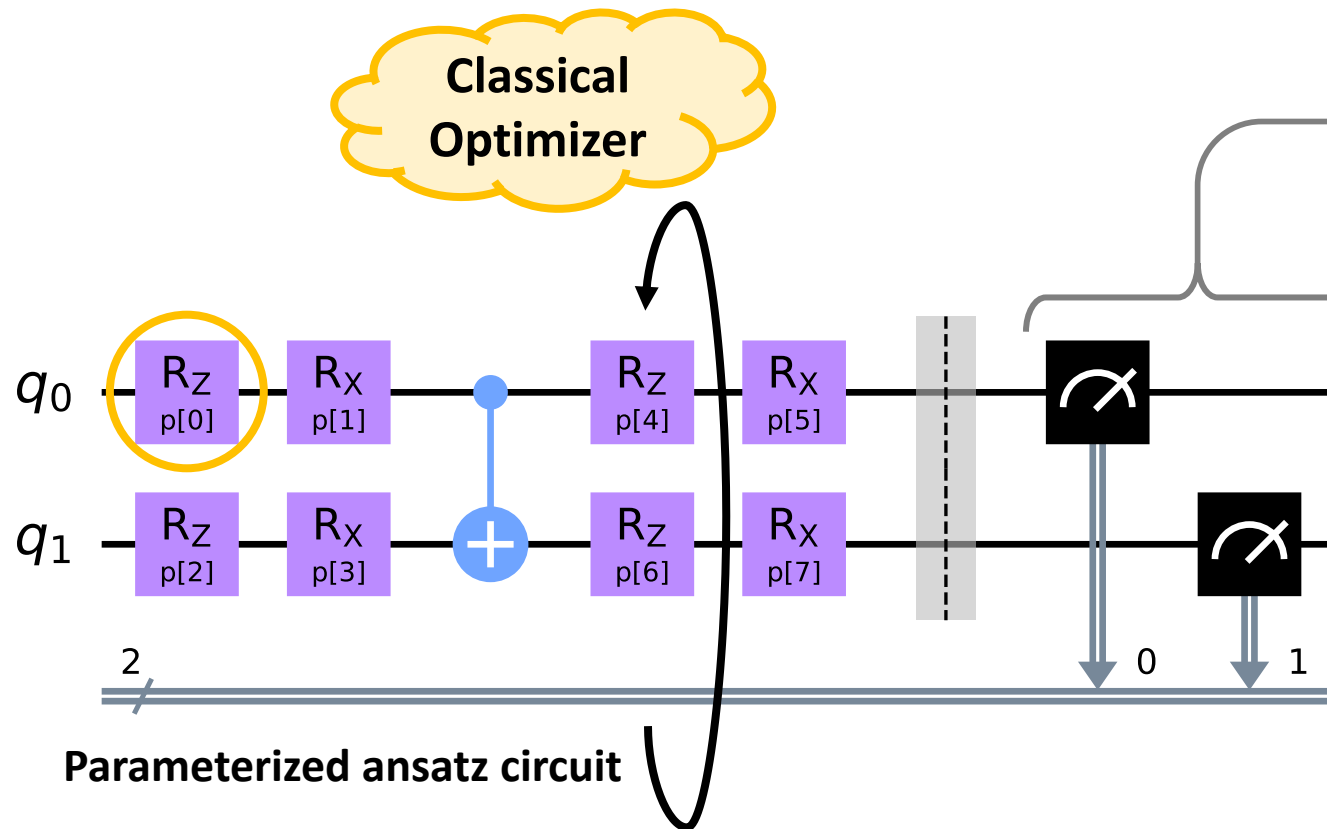 Classical
Optimizer
q0 RZ p[0] RX p[1] RZ p[4] RX p[5]
q1 RZ p[2] RX p[3] RZ p[6] RX p[7]
2 0 1
Parameterized ansatz circuit